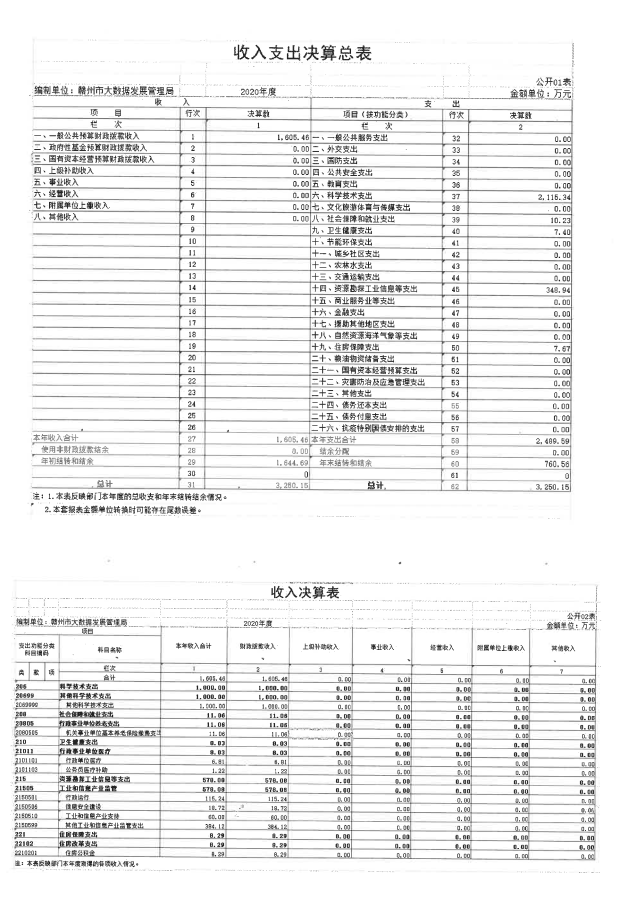 收入支出决算总表
公开01表
编制单位：赣州市大数据发展管理局 2020年度 金额单位：万元
收 入 支 出
项 目 行次 决算数 项目（按功能分类） 行次 决算数
栏 次 1 栏 次 2
一、一般公共预算财政拨款收入 1 1,605.46 一、一般公共服务支出 32 0.00
二、政府性基金预算财政拨款收入 2 0.00 二、外交支出 33 0.00
三、国有资本经营预算财政拨款收入 3 0.00 三、国防支出 34 0.00
四、上级补助收入 4 0.00 四、公共安全支出 35 0.00
五、事业收入 5 0.00 五、教育支出 36 0.00
六、经营收入 6 0.00 六、科学技术支出 37 2,115.34
七、附属单位上缴收入 7 0.00 七、文化旅游体育与传媒支出 38 0.00
八、其他收入 8 0.00 八、社会保障和就业支出 39 10.23
9 九、卫生健康支出 40 7.40
10 十、节能环保支出 41 0.00
11 十一、城乡社区支出 42 0.00
12 十二、农林水支出 43 0.00
13 十三、交通运输支出 44 0.00
14 十四、资源勘探工业信息等支出 45 348.94
15 十五、商业服务业等支出 46 0.00
16 十六、金融支出 47 0.00
17 十七、援助其他地区支出 48 0.00
18 十八、自然资源海洋气象等支出 49 0.00
19 十九、住房保障支出 50 7.67
20 二十、粮油物资储备支出 51 0.00
21 二十一、国有资本经营预算支出 52 0.00
22 二十二、灾害防治及应急管理支出 53 0.00
23 二十三、其他支出 54 0.00
24 二十四、债务还本支出 55 0.00
25 二十五、债务付息支出 56 0.00
26 二十六、抗疫特别国债安排的支出 57 0.00
本年收入合计 27 1,605.46 本年支出合计 58 2,489.59
使用非财政拨款结余 28 0.00 结余分配 59 0.00
年初结转和结余 29 1,644.69 年末结转和结余 60 760.56
30 0 61 0
总计 31 3,250.15 总计 62 3,250.15
注：1.本表反映部门本年度的总收支和年末结转结余情况。
2.本套报表金额单位转换时可能存在尾数误差。
收入决算表
公开02表
编制单位：赣州市大数据发展管理局 2020年度 金额单位：万元
项目
支出功能分类科目编码 科目名称 本年收入合计 财政拨款收入 上级补助收入 事业收入 经营收入 附属单位上缴收入 其他收入
类 款 项 栏次 1 2 3 4 5 6 7
合计 1,605.46 1,605.46 0.00 0.00 0.00 0.00 0.00
206 科学技术支出 1,000.00 1,000.00 0.00 0.00 0.00 0.00 0.00
20699 其他科学技术支出 1,000.00 1,000.00 0.00 0.00 0.00 0.00 0.00
2069999 其他科学技术支出 1,000.00 1,000.00 0.00 0.00 0.00 0.00 0.00
208 社会保障和就业支出 11.06 11.06 0.00 0.00 0.00 0.00 0.00
20805 行政事业单位养老支出 11.06 11.06 0.00 0.00 0.00 0.00 0.00
2080505 机关事业单位基本养老保险缴费支出 11.06 11.06 0.00 0.00 0.00 0.00 0.00
210 卫生健康支出 8.03 8.03 0.00 0.00 0.00 0.00 0.00
21011 行政事业单位医疗 8.03 8.03 0.00 0.00 0.00 0.00 0.00
2101101 行政单位医疗 6.81 6.81 0.00 0.00 0.00 0.00 0.00
2101103 公务员医疗补助 1.22 1.22 0.00 0.00 0.00 0.00 0.00
215 资源勘探工业信息等支出 578.08 578.08 0.00 0.00 0.00 0.00 0.00
21505 工业和信息产业监管 578.08 578.08 0.00 0.00 0.00 0.00 0.00
2150501 行政运行 115.24 115.24 0.00 0.00 0.00 0.00 0.00
2150506 信息安全建设 18.72 18.72 0.00 0.00 0.00 0.00 0.00
2150510 工业和信息产业支持 60.00 60.00 0.00 0.00 0.00 0.00 0.00
2150599 其他工业和信息产业监管支出 384.12 384.12 0.00 0.00 0.00 0.00 0.00
221 住房保障支出 8.29 8.29 0.00 0.00 0.00 0.00 0.00
22102 住房改革支出 8.29 8.29 0.00 0.00 0.00 0.00 0.00
2210201 住房公积金 8.29 8.29 0.00 0.00 0.00 0.00 0.00
注：本表反映部门本年度取得的各项收入情况。